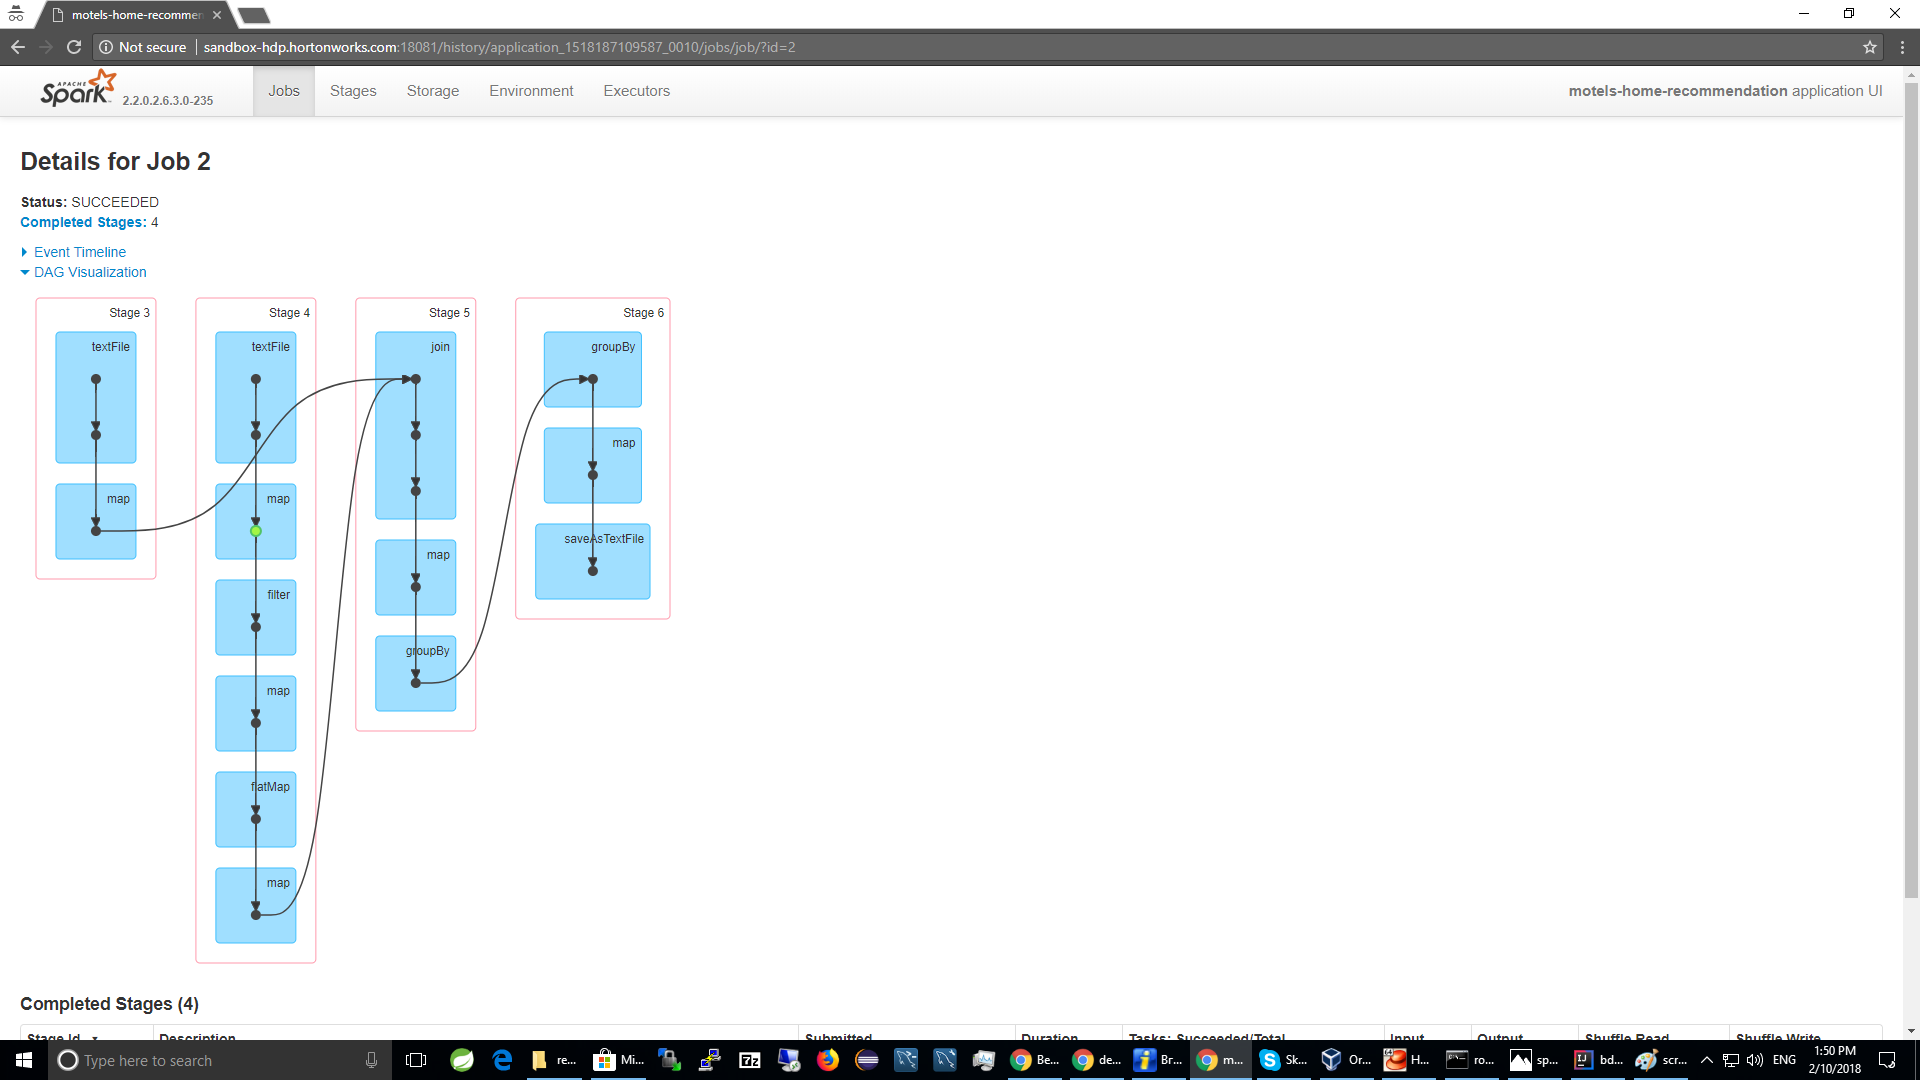 motels-home-recommen
Not secure | sandbox-hdp.hortonworks.com:18081/history/application_1518187109587_0010/jobs/job/?id=2
APACHE
Spark 2.2.0.2.6.3.0-235
Jobs Stages Storage Environment Executors
motels-home-recommendation application UI
Details for Job 2
Status: SUCCEEDED
Completed Stages: 4
Event Timeline
DAG Visualization
Stage 3
textFile
map
Stage 4
textFile
map
filter
map
flatMap
map
Stage 5
join
map
groupBy
Stage 6
groupBy
map
saveAsTextFile
Completed Stages (4)
Stage Id Description Submitted Duration Tasks: Succeeded/Total Input Output Shuffle Read Shuffle Write
Type here to search
re... Mi... 7z Be... de... Br... m... Sk... Or... H... ro... sp... bd... scr... ENG
1:50 PM
2/10/2018